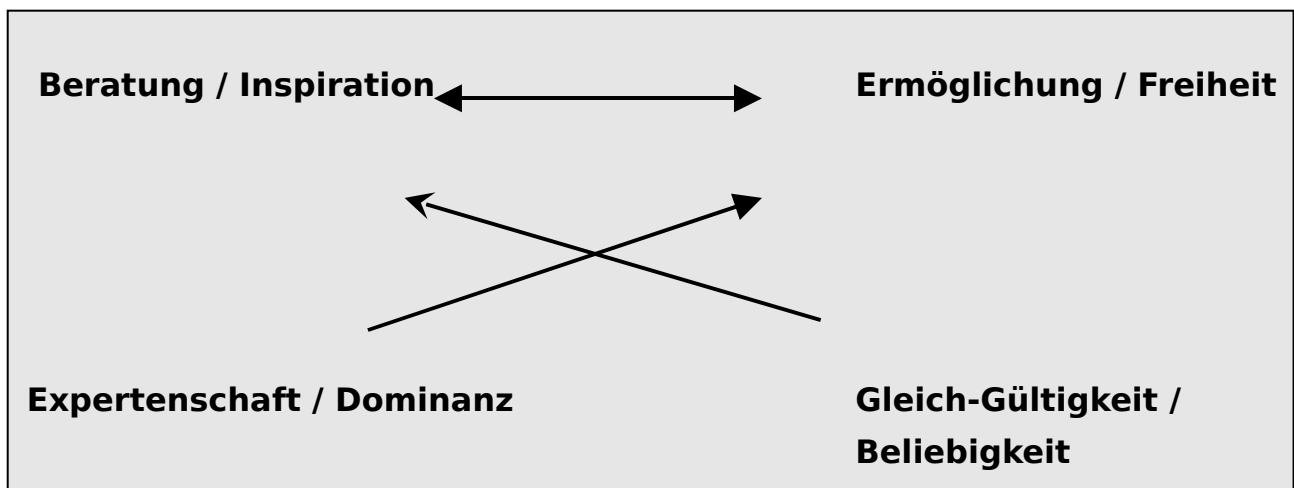 Beratung / Inspiration
Ermöglichung / Freiheit
Expertenschaft / Dominanz
Gleich-Gültigkeit /
Beliebigkeit